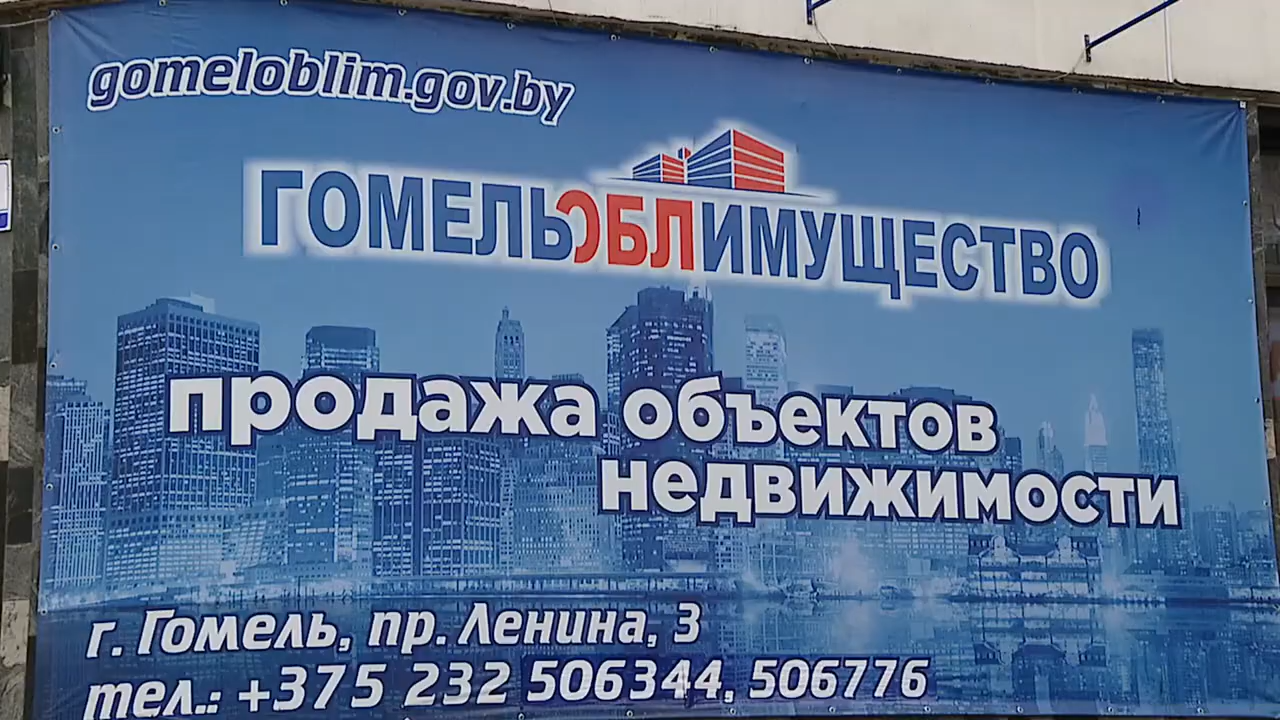 gomeloblim.gov.by
ГОМЕЛЬОБЛИМУЩЕСТВО
продажа объектов
недвижимости
г. Гомель, пр. Ленина, 3
тел.: +375 232 506344, 506776